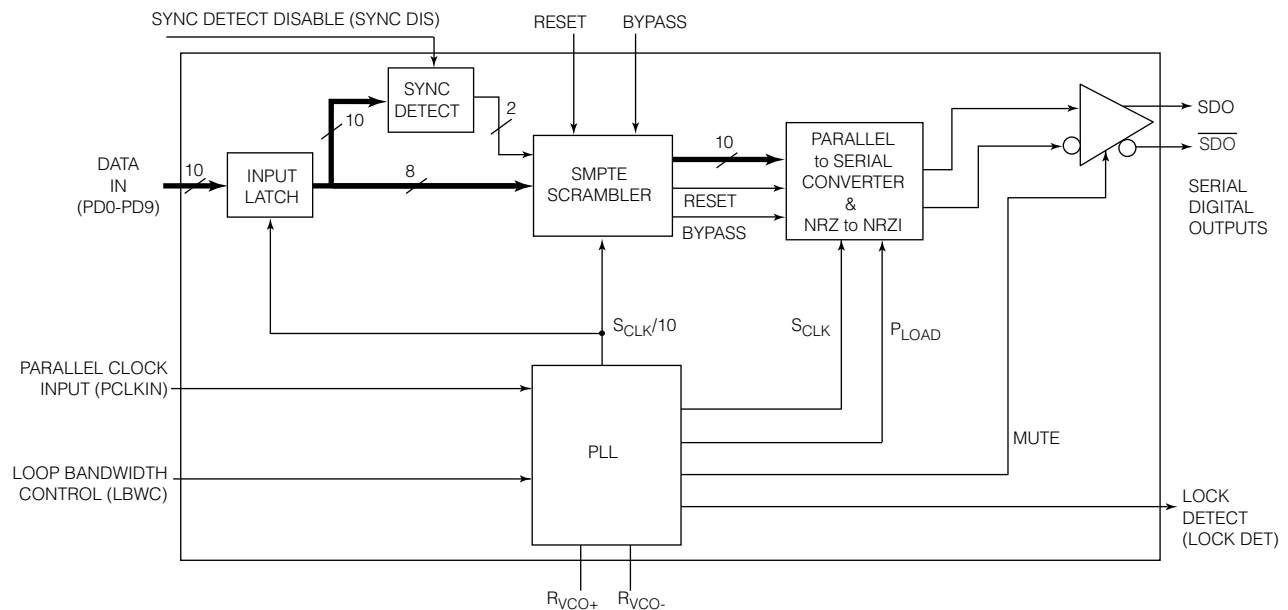 SYNC DETECT DISABLE (SYNC DIS)
RESET
BYPASS
SYNC
DETECT
2
10
DATA
IN
(PD0-PD9)
10
INPUT
LATCH
8
SMPTE
SCRAMBLER
10
RESET
BYPASS
PARALLEL
to SERIAL
CONVERTER
&
NRZ to NRZI
SDO
SDO
SERIAL
DIGITAL
OUTPUTS
SCLK/10
SCLK
PLOAD
PARALLEL CLOCK
INPUT (PCLKIN)
PLL
MUTE
LOOP BANDWIDTH
CONTROL (LBWC)
LOCK
DETECT
(LOCK DET)
RVCO+
RVCO-